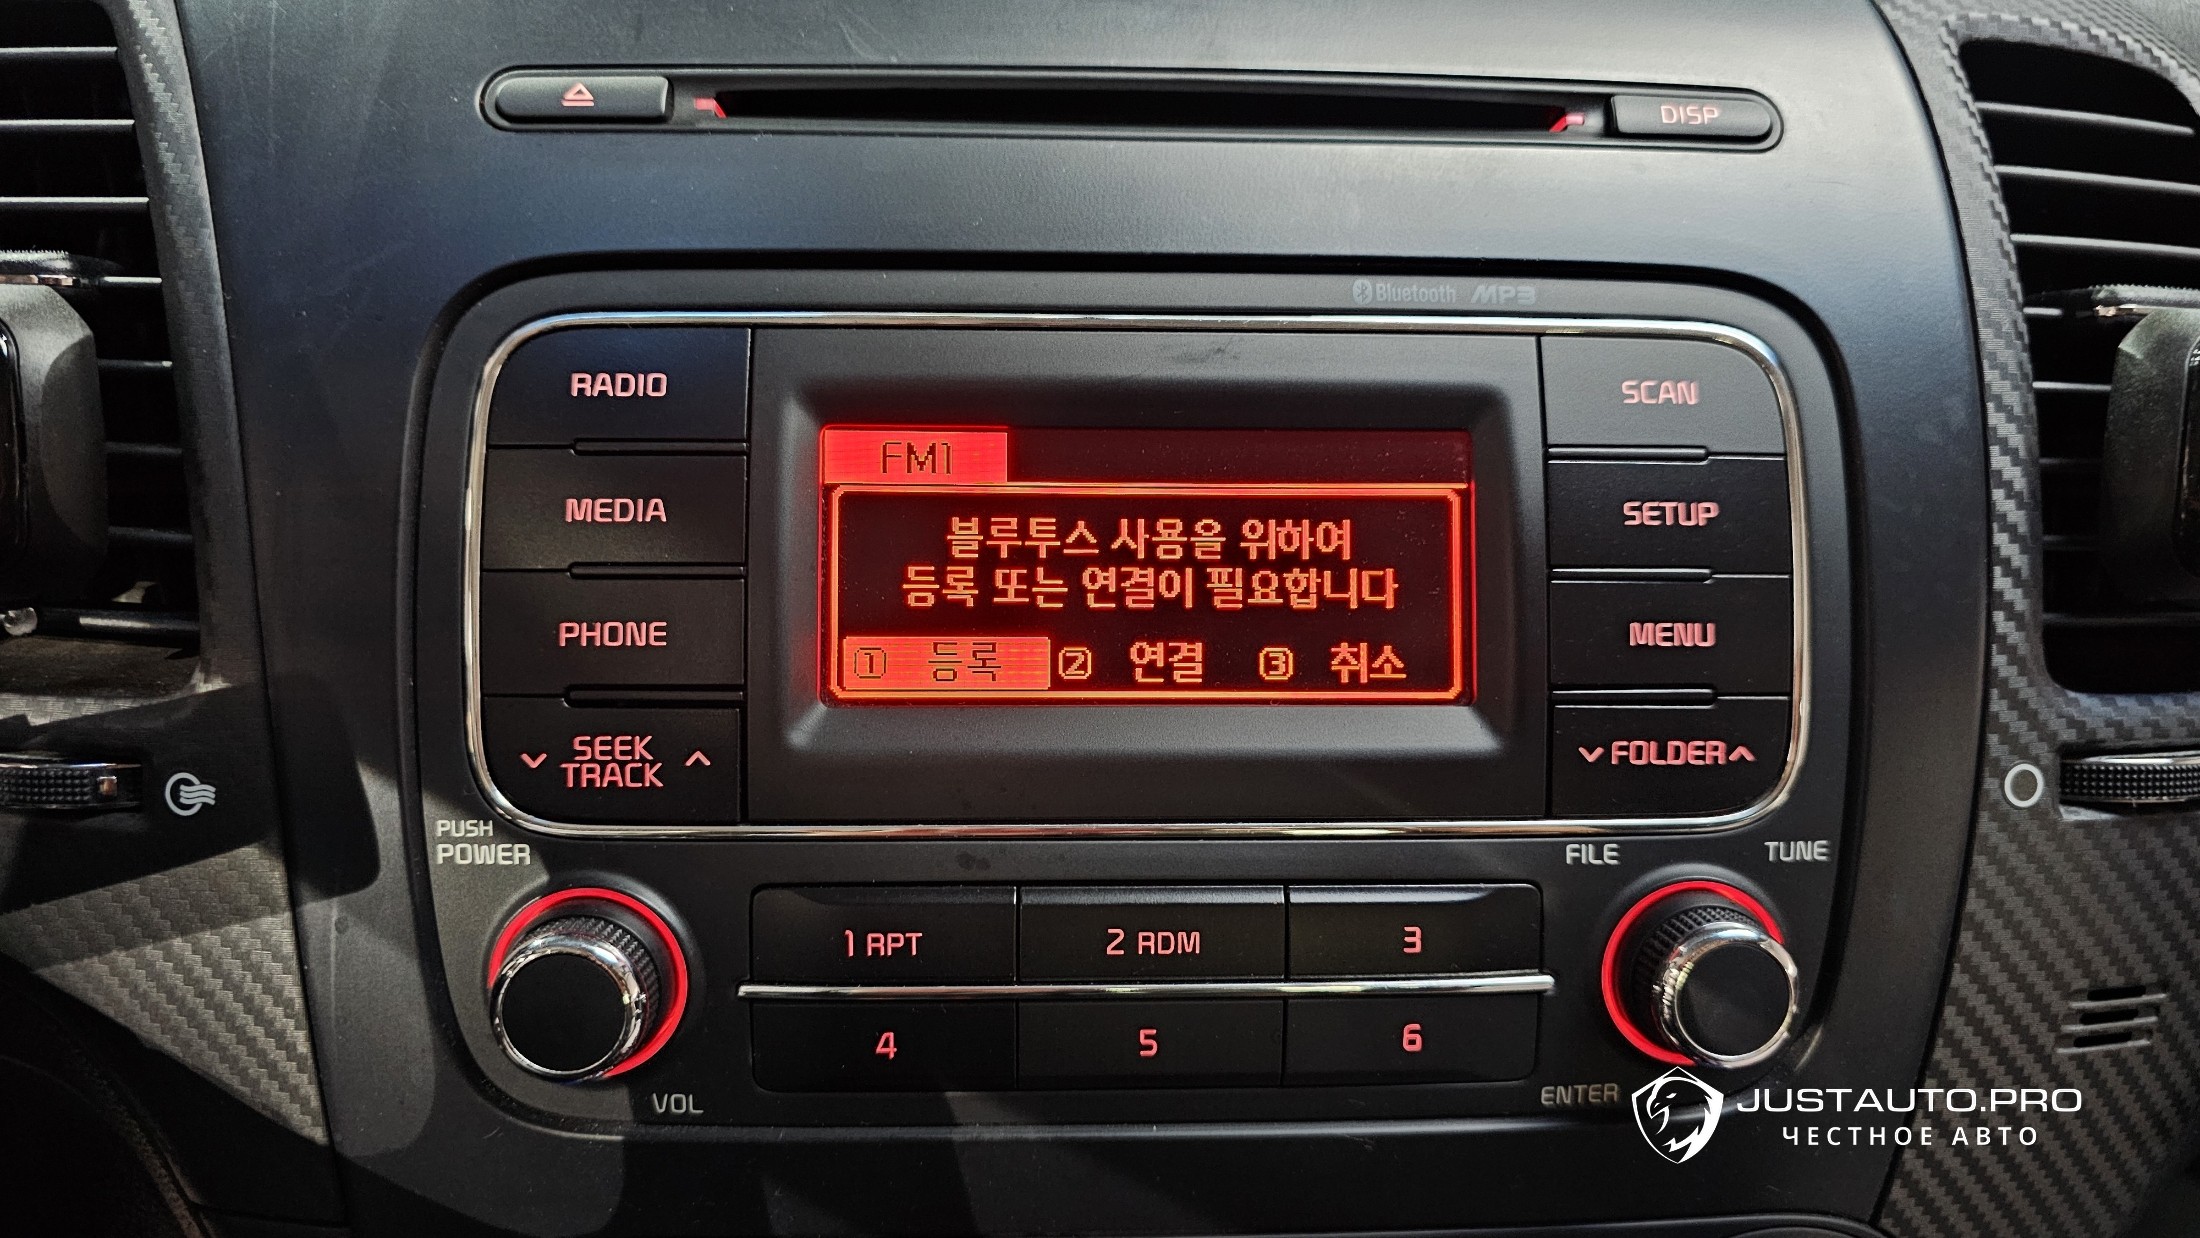 DISP
Bluetooth MP3
RADIO
MEDIA
PHONE
SEEK
TRACK
SCAN
SETUP
MENU
FOLDER
FM1
블루투스 사용을 위하여
등록 또는 연결이 필요합니다
① 등록 ② 연결 ③ 취소
PUSH
POWER
VOL
1 RPT
2 RDM
3
4
5
6
FILE
TUNE
ENTER
JUSTAUTO.PRO
ЧЕСТНОЕ АВТО